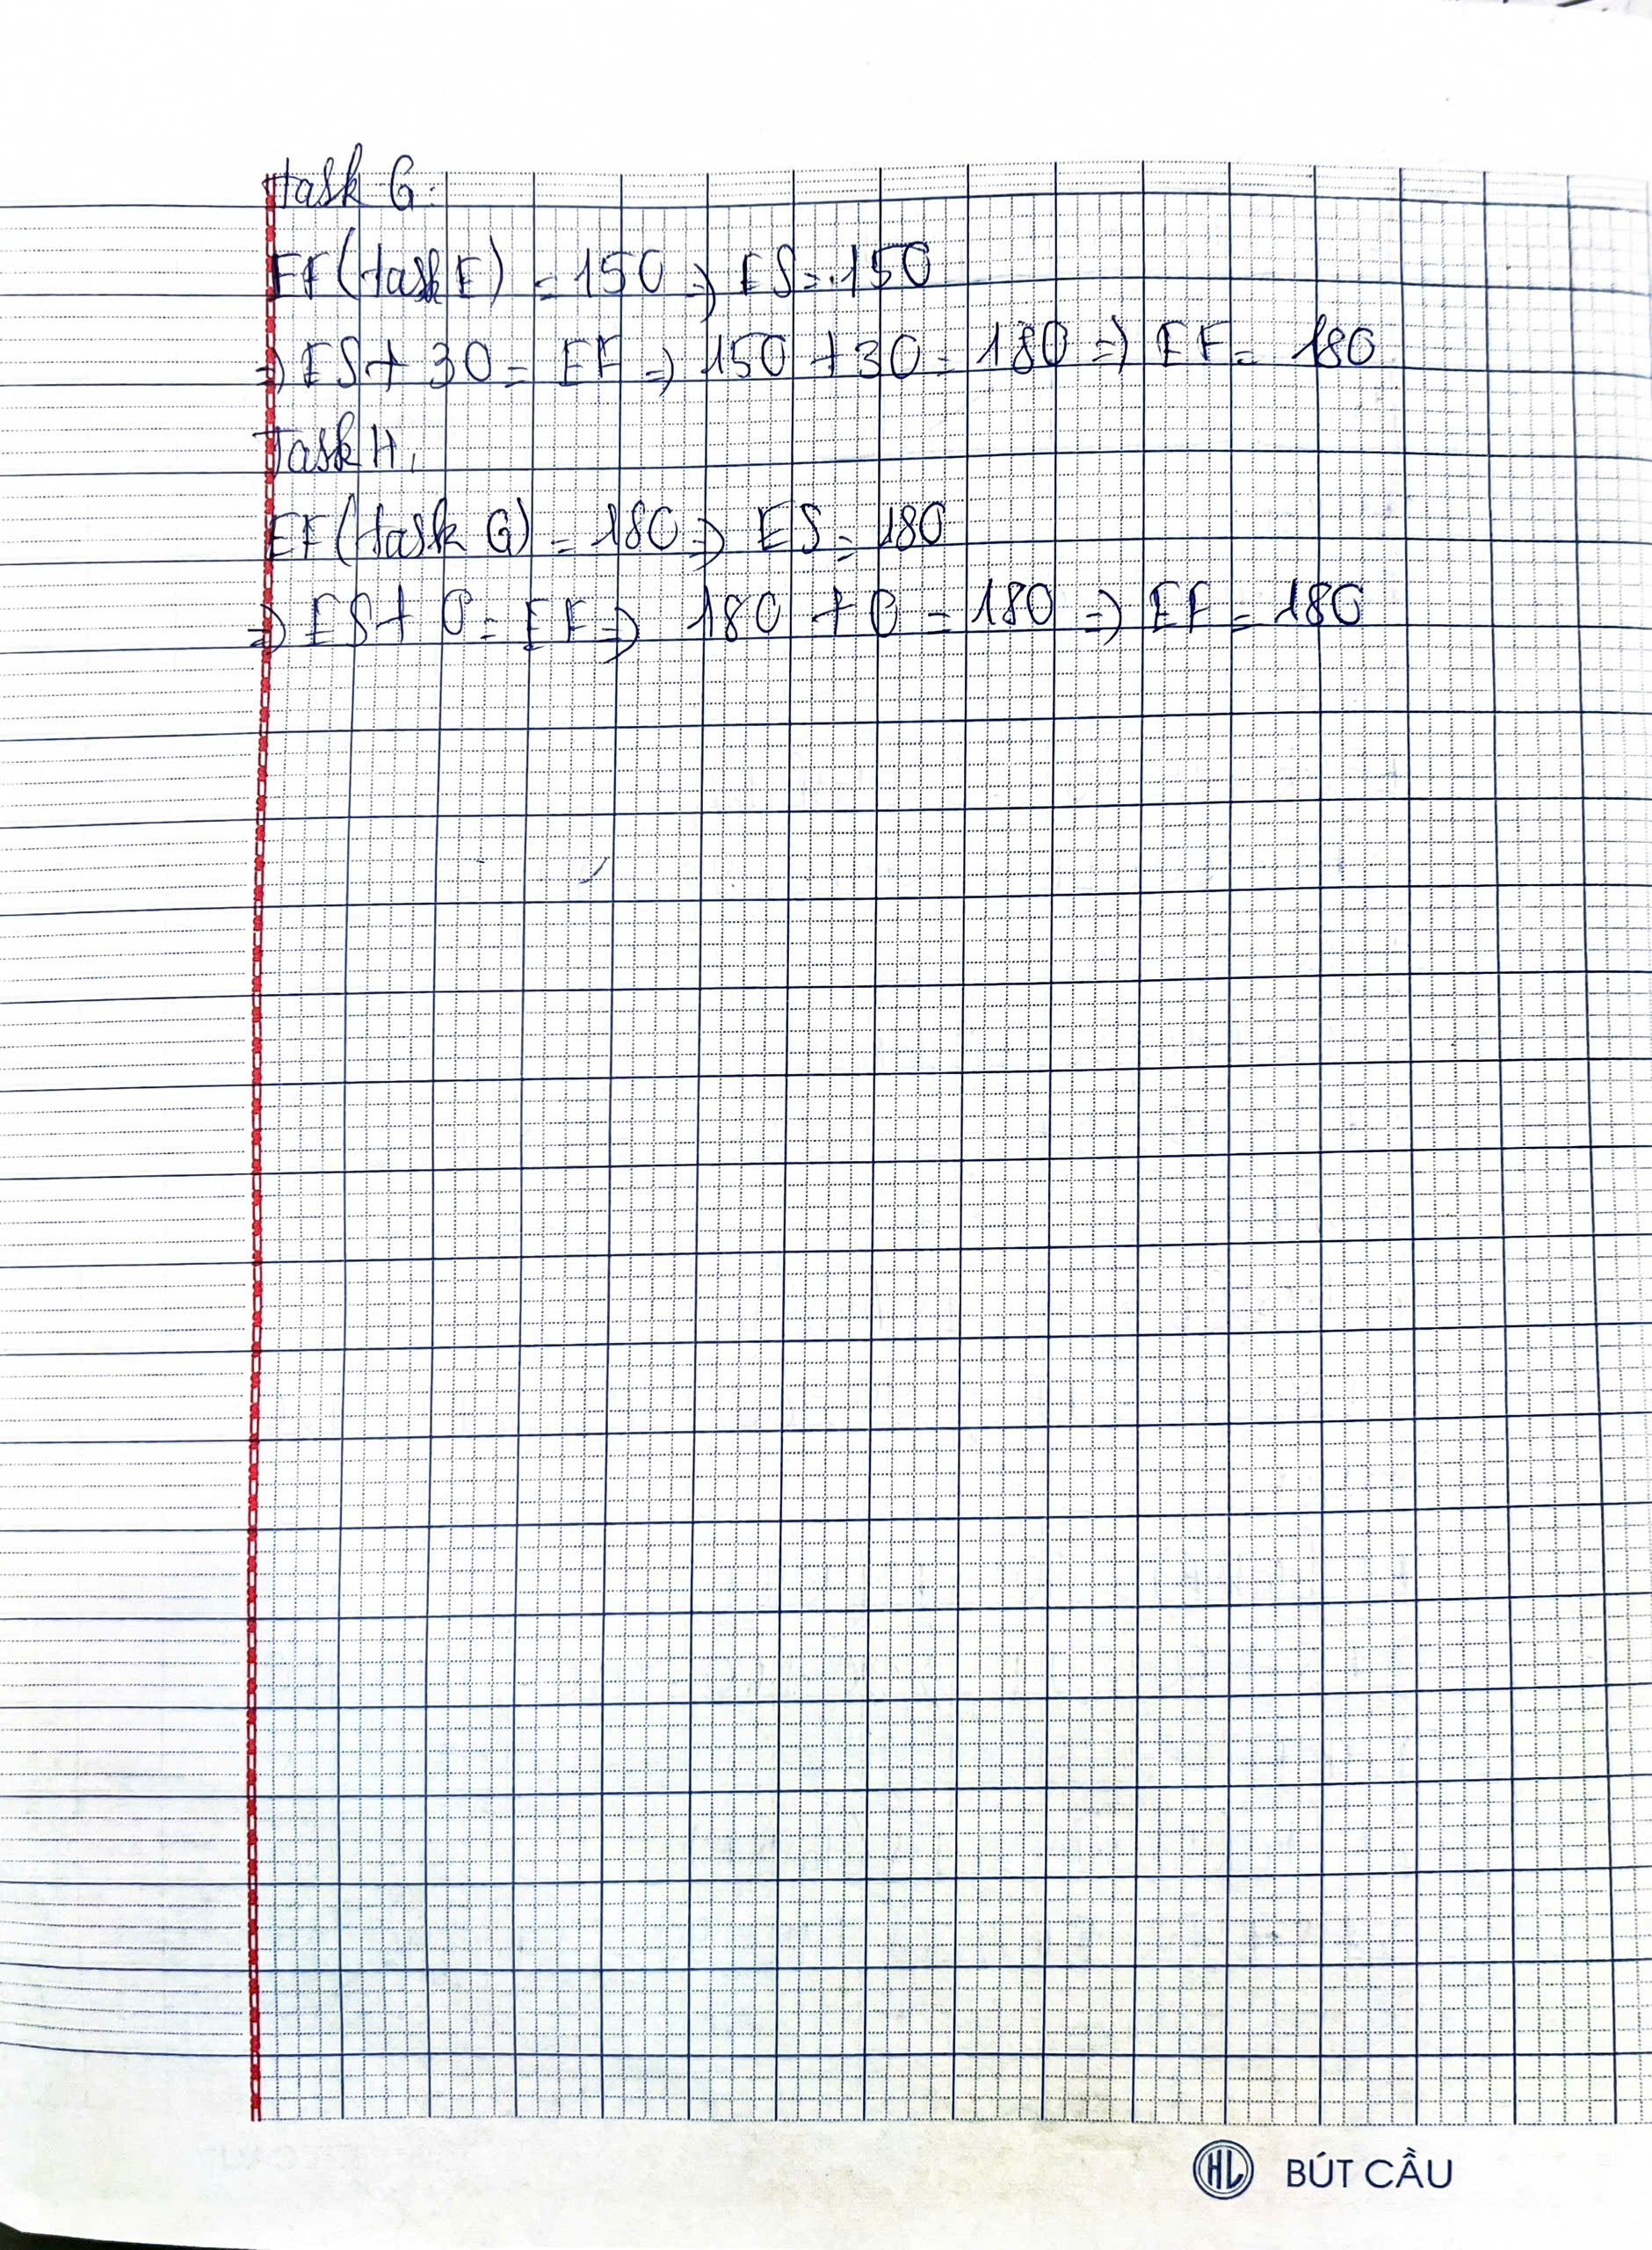 task G:
EF (task E) = 150 => ES = 150
=> ES + 30 = EF => 150 + 30 = 180 => EF = 180
Task H:
EF (task G) = 180 => ES = 180
=> ES + 0 = EF => 180 + 0 = 180 => EF = 180
HL BÚT CẦU